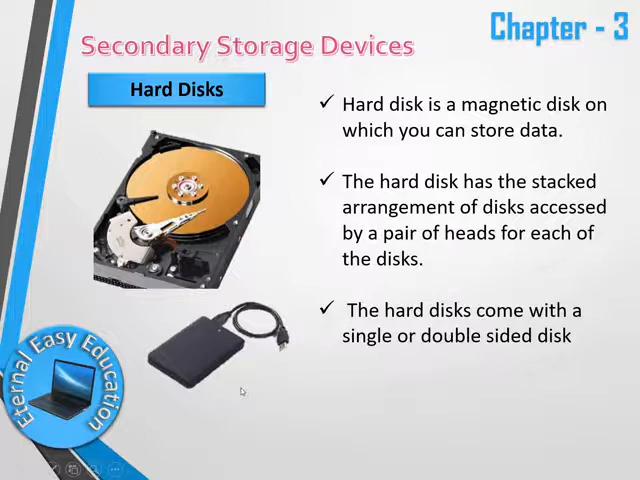 Chapter - 3
Secondary Storage Devices
Hard Disks
✓ Hard disk is a magnetic disk on
which you can store data.
✓ The hard disk has the stacked
arrangement of disks accessed
by a pair of heads for each of
the disks.
✓ The hard disks come with a
single or double sided disk
Eternal Easy Education